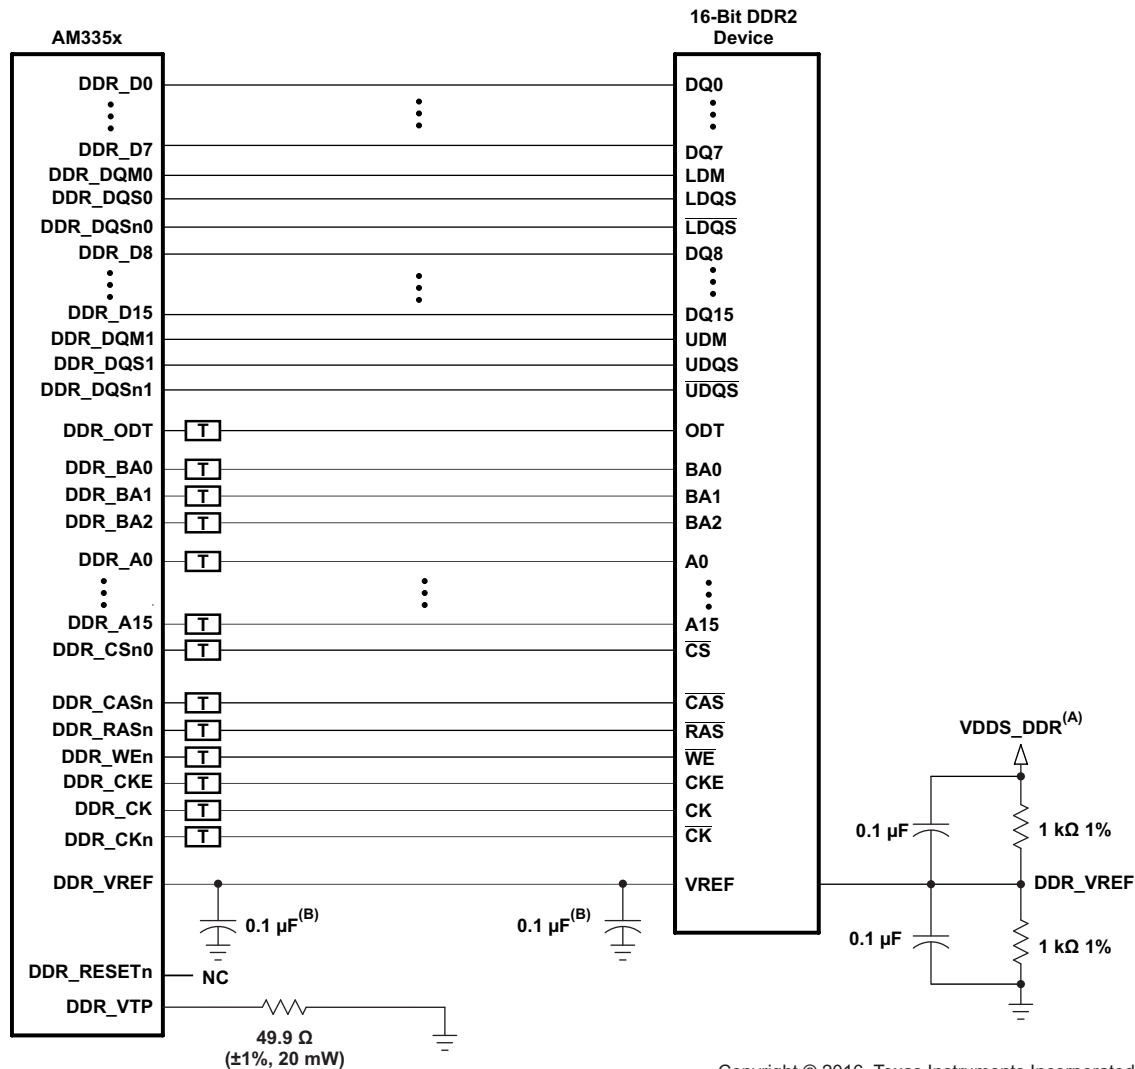 16-Bit DDR2
Device
AM335x
DDR_D0 DQ0
DDR_D7 DQ7
DDR_DQM0 LDM
DDR_DQS0 LDQS
DDR_DQSn0 LDQS
DDR_D8 DQ8
DDR_D15 DQ15
DDR_DQM1 UDM
DDR_DQS1 UDQS
DDR_DQSn1 UDQS
DDR_ODT T ODT
DDR_BA0 T BA0
DDR_BA1 T BA1
DDR_BA2 T BA2
DDR_A0 T A0
DDR_A15 T A15
DDR_CSn0 T CS
DDR_CASn T CAS
DDR_RASn T RAS
DDR_WEn T WE
DDR_CKE T CKE
DDR_CK T CK
DDR_CKn T CK
DDR_VREF VREF
0.1 µF(B) 0.1 µF(B)
VDDS_DDR(A)
0.1 µF 1 kΩ 1%
DDR_VREF
0.1 µF 1 kΩ 1%
DDR_RESETn NC
DDR_VTP
49.9 Ω
(±1%, 20 mW)
Copyright © 2016, Texas Instruments Incorporated